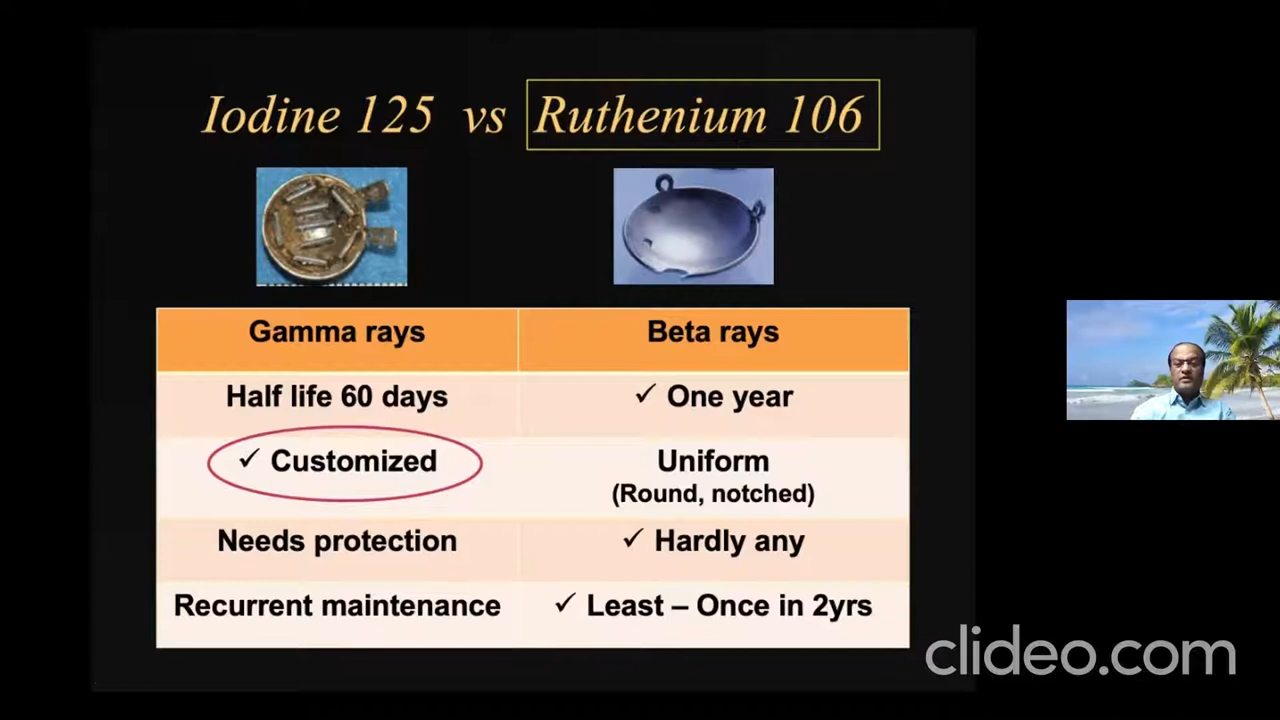 Iodine 125 vs Ruthenium 106
Gamma rays
Beta rays
Half life 60 days
✓ One year
✓ Customized
Uniform
(Round, notched)
Needs protection
✓ Hardly any
Recurrent maintenance
✓ Least – Once in 2yrs
clideo.com